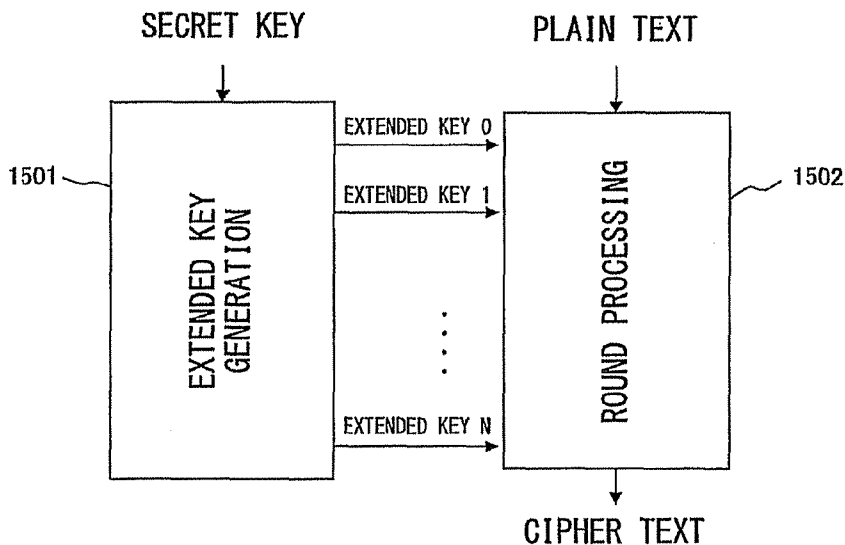 SECRET KEY
PLAIN TEXT
EXTENDED KEY 0
1501
1502
EXTENDED KEY 1
EXTENDED KEY
GENERATION
ROUND PROCESSING
EXTENDED KEY N
CIPHER TEXT